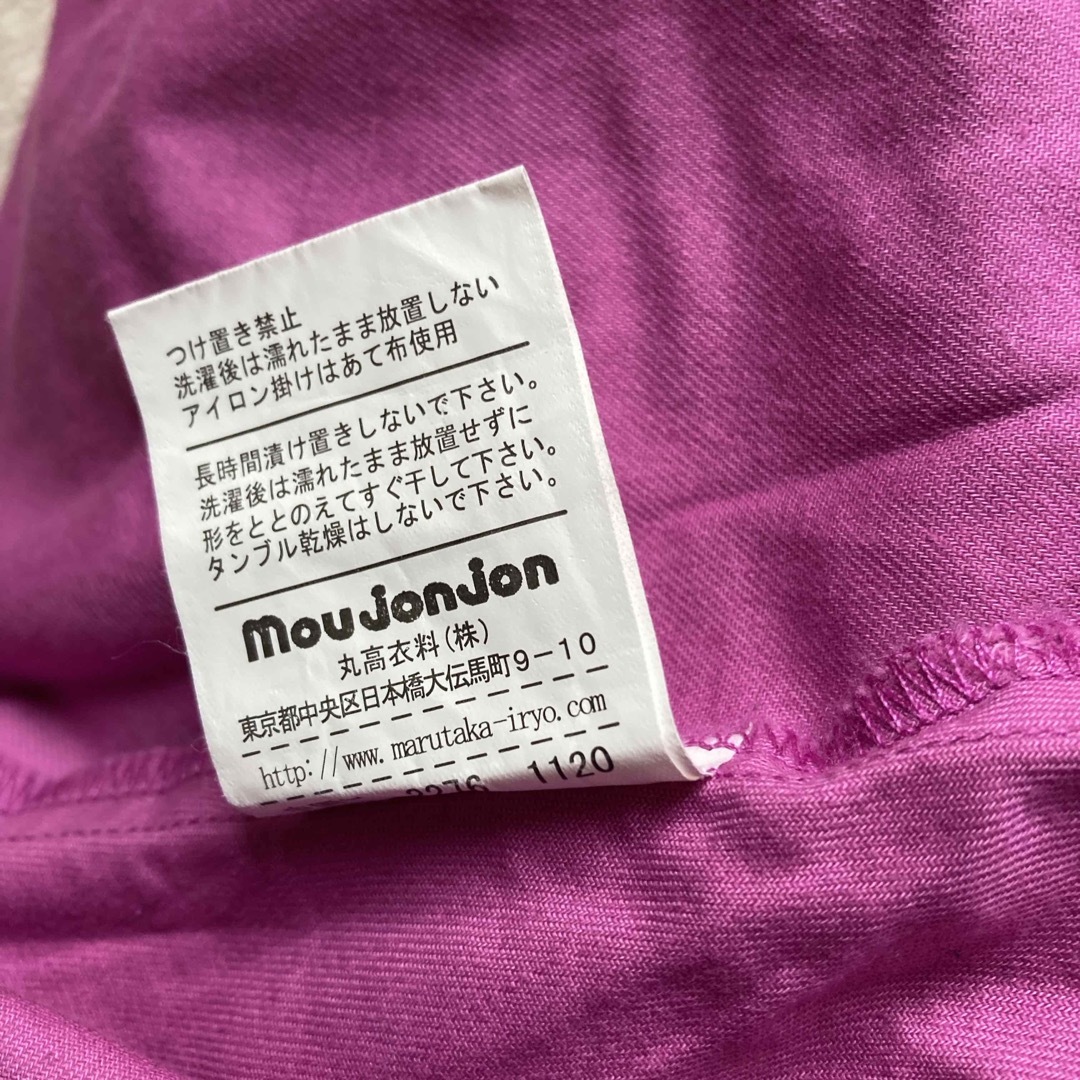 つけ置き禁止
洗濯後は濡れたまま放置しない
アイロン掛けはあて布使用
長時間漬け置きしないで下さい。
洗濯後は濡れたまま放置せずに
形をととのえてすぐ干して下さい。
タンブル乾燥はしないで下さい。
moujonjon
丸高衣料(株)
東京都中央区日本橋大伝馬町9-10
http://www.marutaka-iryo.com
1120